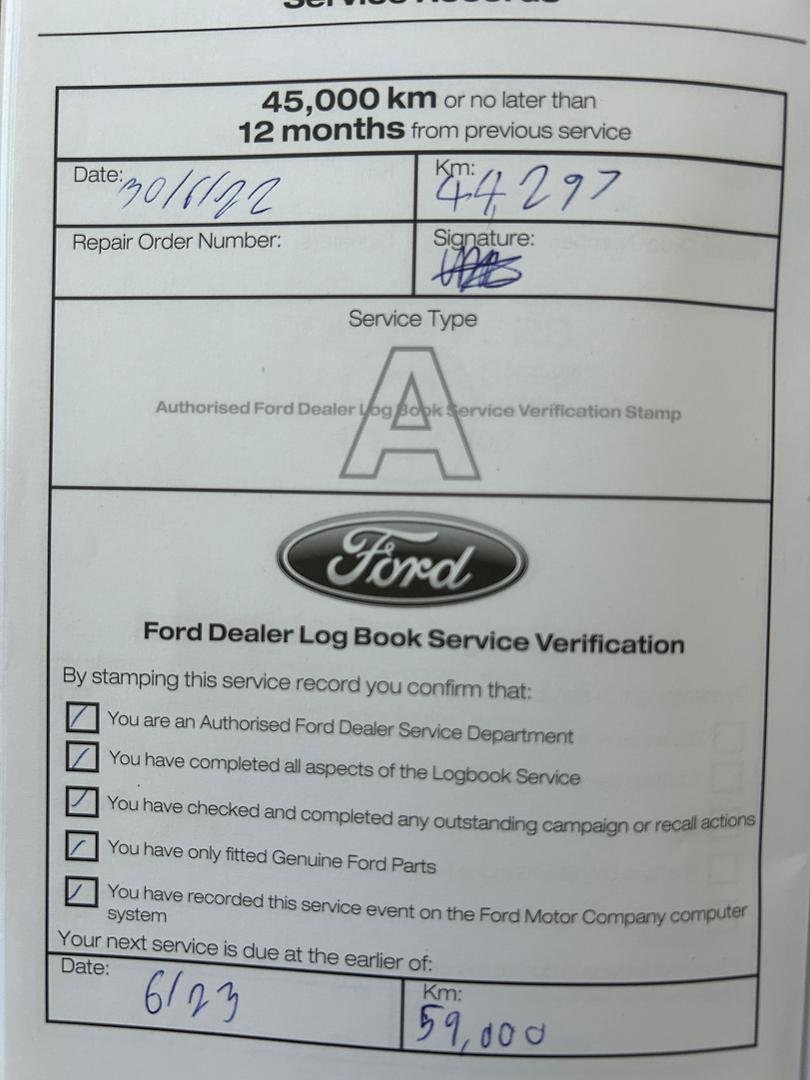 Service Records
45,000 km or no later than
12 months from previous service
Date: 30/6/22
Km: 44,297
Repair Order Number:
Signature:
Service Type
A
Authorised Ford Dealer Log Book Service Verification Stamp
Ford
Ford Dealer Log Book Service Verification
By stamping this service record you confirm that:
You are an Authorised Ford Dealer Service Department
You have completed all aspects of the Logbook Service
You have checked and completed any outstanding campaign or recall actions
You have only fitted Genuine Ford Parts
You have recorded this service event on the Ford Motor Company computer
system
Your next service is due at the earlier of:
Date: 6/23
Km: 59,000